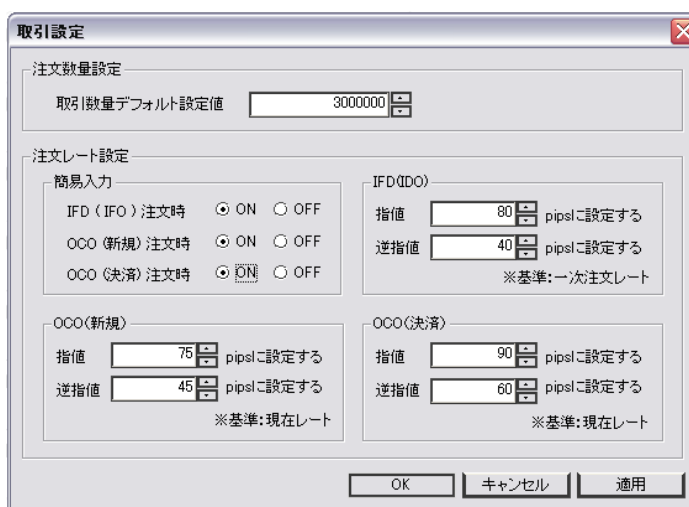 取引設定
注文数量設定
取引数量デフォルト設定値 3000000
注文レート設定
簡易入力
IFD ( IFO ) 注文時 ON OFF
OCO (新規) 注文時 ON OFF
OCO (決済) 注文時 ON OFF
IFD(IDO)
指値 80 pipsに設定する
逆指値 40 pipsに設定する
※基準:一次注文レート
OCO(新規)
指値 75 pipsに設定する
逆指値 45 pipsに設定する
※基準:現在レート
OCO(決済)
指値 90 pipsに設定する
逆指値 60 pipsに設定する
※基準:現在レート
OK キャンセル 適用